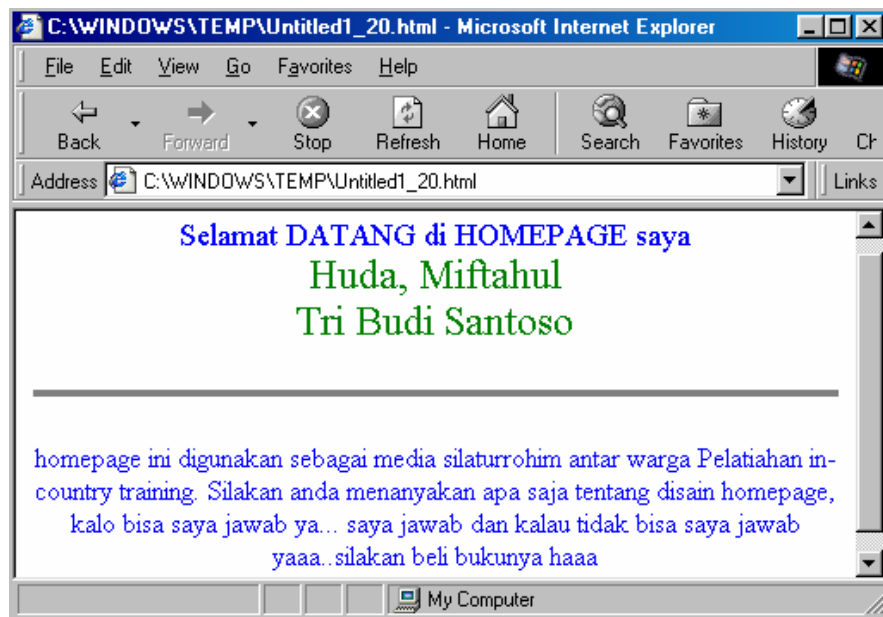 C:\WINDOWS\TEMP\Untitled1_20.html - Microsoft Internet Explorer
File Edit View Go Favorites Help
Back Forward Stop Refresh Home Search Favorites History Ch
Address C:\WINDOWS\TEMP\Untitled1_20.html Links
Selamat DATANG di HOMEPAGE saya
Huda, Miftahul
Tri Budi Santoso
homepage ini digunakan sebagai media silaturrohim antar warga Pelatiahan in-
country training. Silakan anda menanyakan apa saja tentang disain homepage,
kalo bisa saya jawab ya... saya jawab dan kalau tidak bisa saya jawab
yaaa..silakan beli bukunya haaa
My Computer